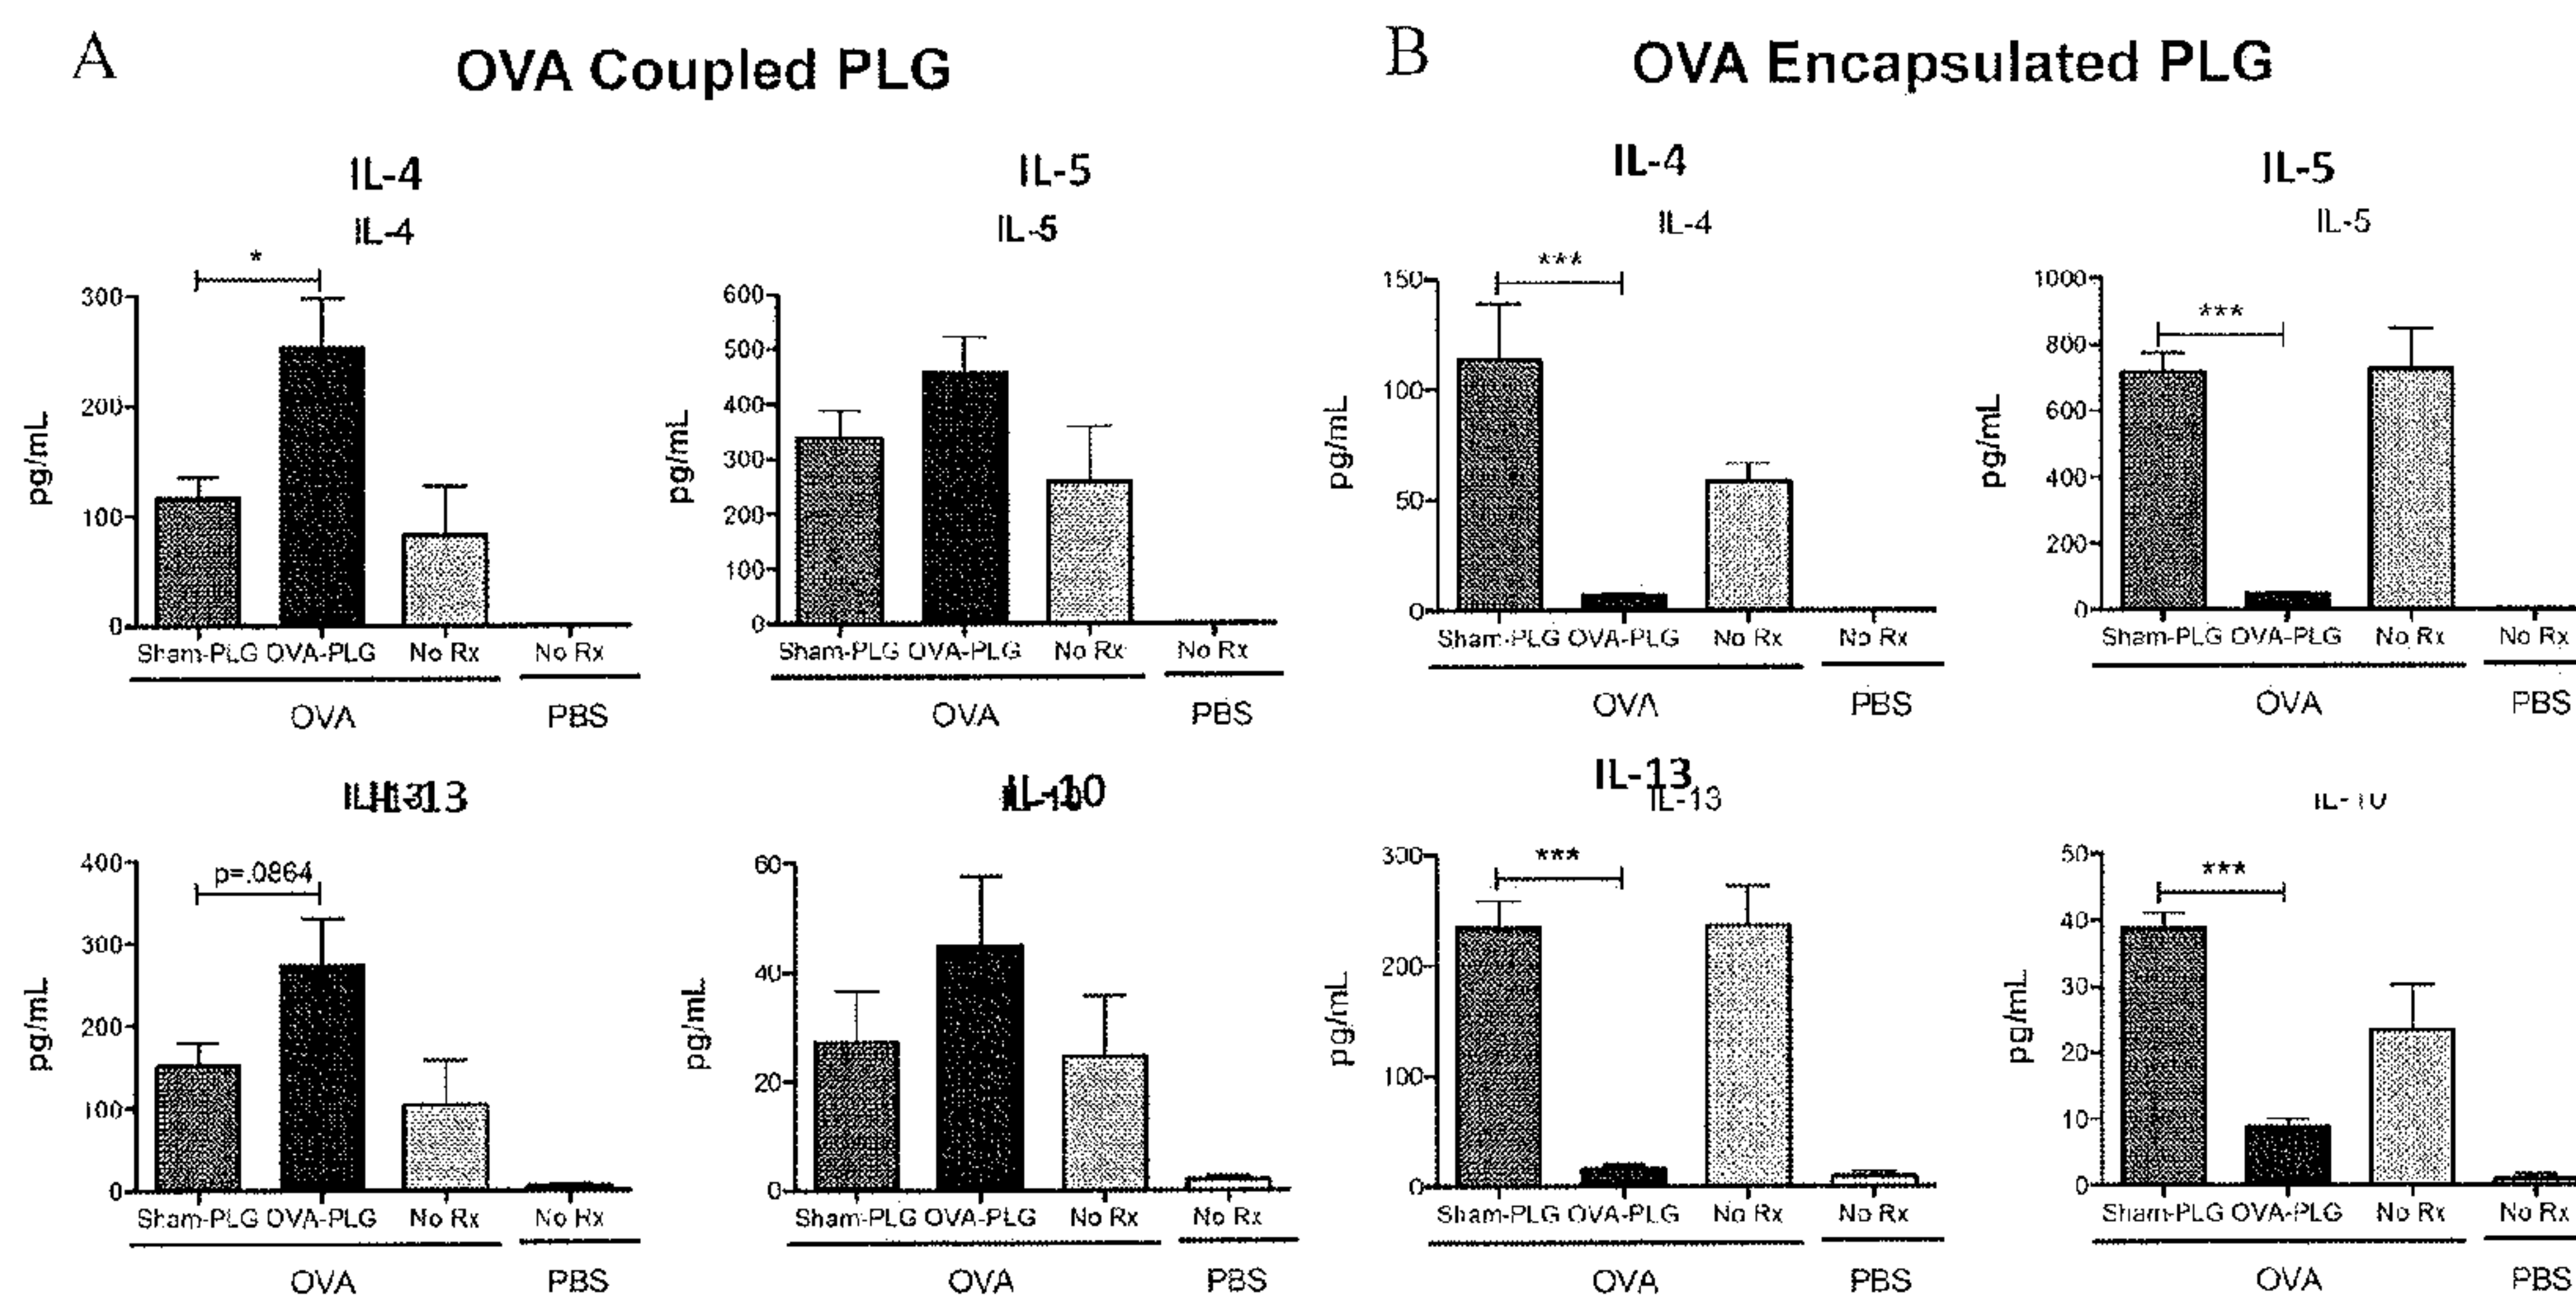 A
OVA Coupled PLG
B
OVA Encapsulated PLG
IL-4
IL-4
*
pg/mL
300
200
100
0
Sham-PLG OVA-PLG No Rx No Rx
OVA PBS
IL-5
IL-5
pg/mL
600
500
400
300
200
100
0
Sham-PLG OVA-PLG No Rx No Rx
OVA PBS
IL-4
IL-4
***
pg/mL
150
100
50
0
Sham-PLG OVA-PLG No Rx No Rx
OVA PBS
IL-5
IL-5
***
pg/mL
1000
800
600
400
200
0
Sham-PLG OVA-PLG No Rx No Rx
OVA PBS
IL-13
IL-13
p=.0864
pg/mL
400
300
200
100
0
Sham-PLG OVA-PLG No Rx No Rx
OVA PBS
IL-10
IL-10
pg/mL
60
40
20
0
Sham-PLG OVA-PLG No Rx No Rx
OVA PBS
IL-13
IL-13
***
pg/mL
300
200
100
0
Sham-PLG OVA-PLG No Rx No Rx
OVA PBS
IL-10
***
pg/mL
50
40
30
20
10
0
Sham-PLG OVA-PLG No Rx No Rx
OVA PBS